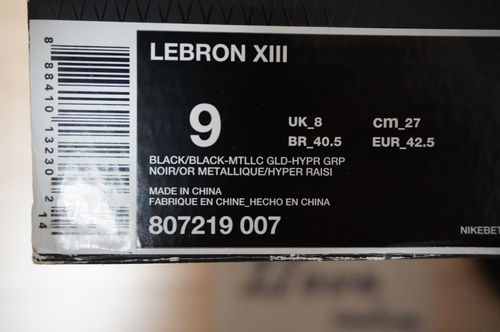 LEBRON XIII
9
UK_8 cm_27
BR_40.5 EUR_42.5
BLACK/BLACK-MTLLC GLD-HYPR GRP
NOIR/OR METALLIQUE/HYPER RAISI
MADE IN CHINA
FABRIQUE EN CHINE_HECHO EN CHINA
807219 007
NIKEBET
8 88410 13230 2 14